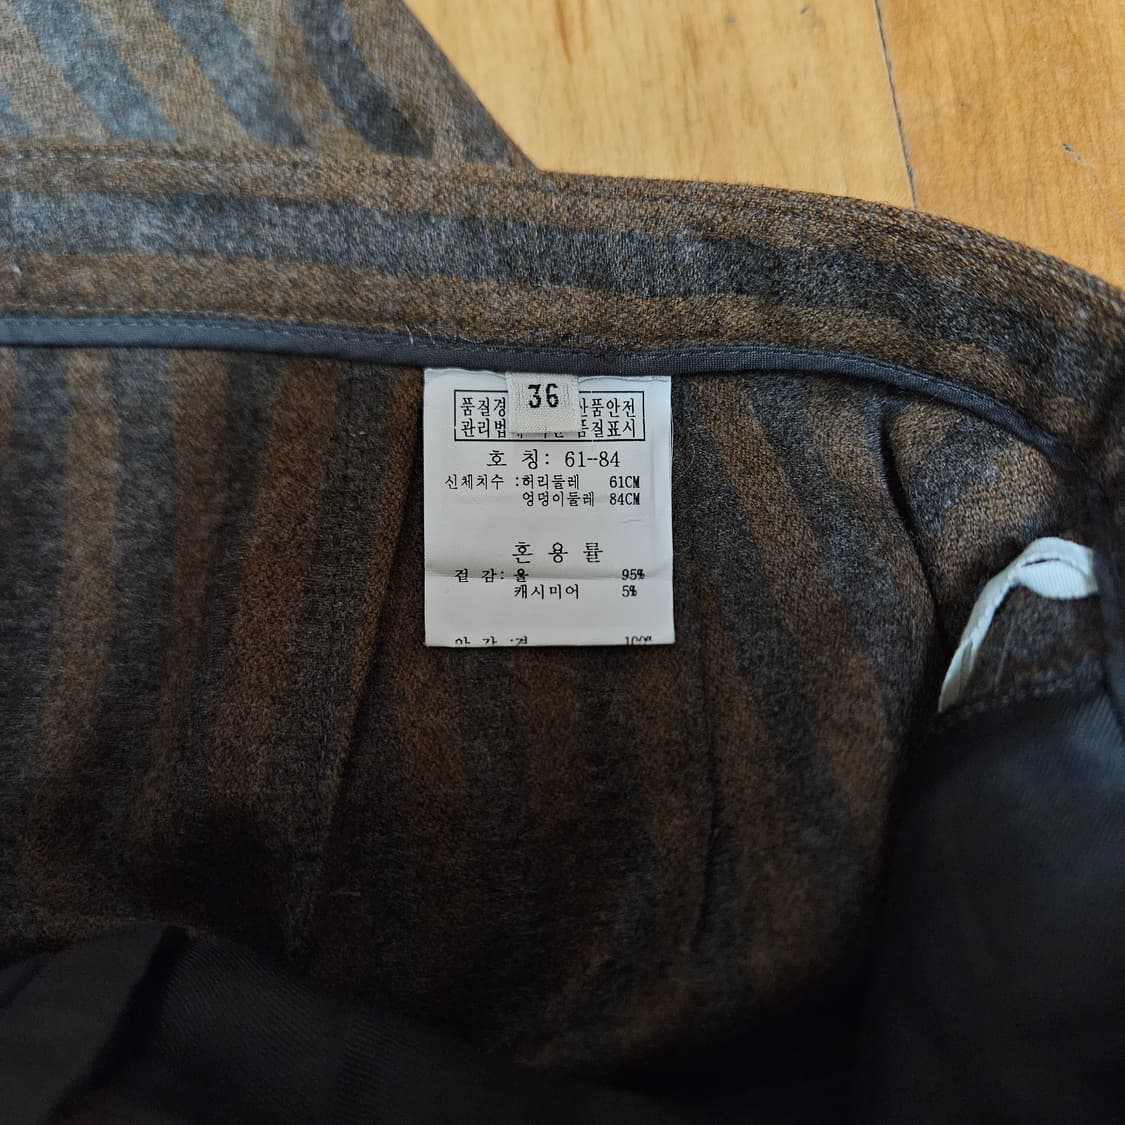 36
품질경 산품안전
관리법 품질표시
호 칭: 61-84
신체치수 :허리둘레 61CM
엉덩이둘레 84CM
혼 용 률
겉 감: 울 95%
캐시미어 5%